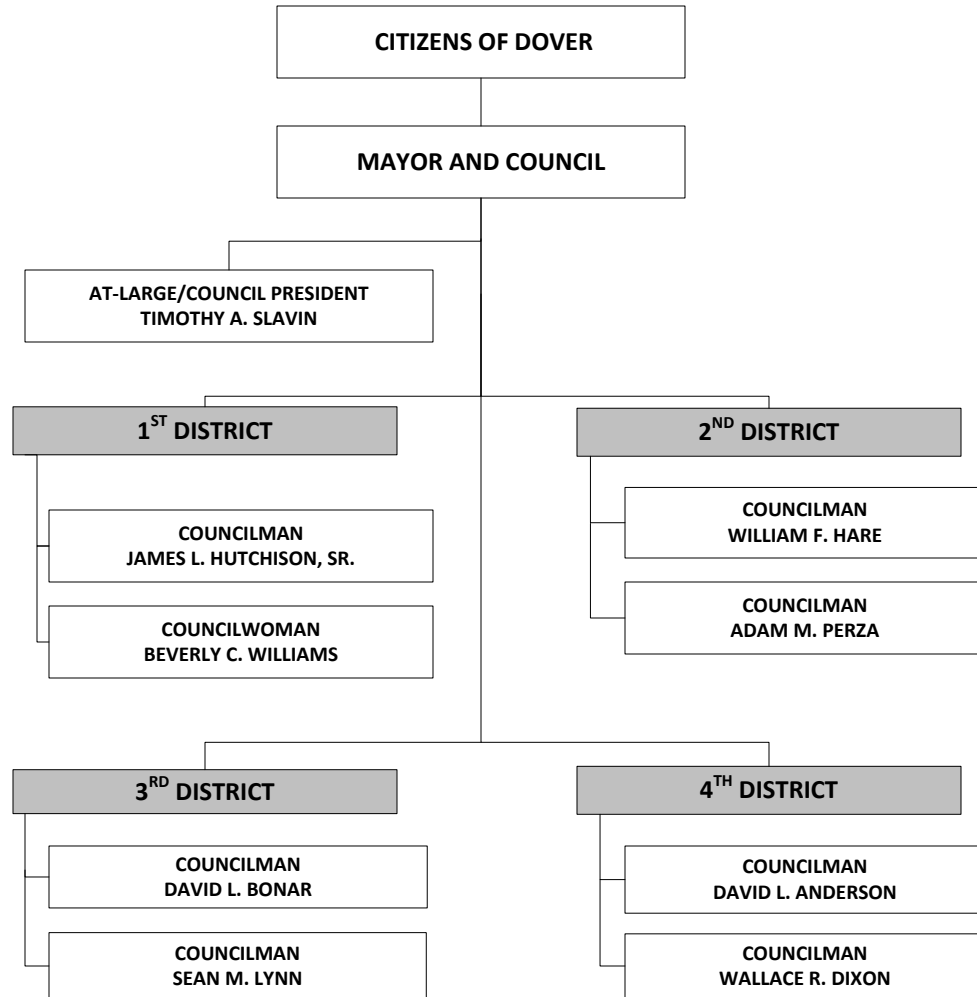 CITIZENS OF DOVER
MAYOR AND COUNCIL
AT-LARGE/COUNCIL PRESIDENT
TIMOTHY A. SLAVIN
1ST DISTRICT
COUNCILMAN
JAMES L. HUTCHISON, SR.
COUNCILWOMAN
BEVERLY C. WILLIAMS
2ND DISTRICT
COUNCILMAN
WILLIAM F. HARE
COUNCILMAN
ADAM M. PERZA
3RD DISTRICT
COUNCILMAN
DAVID L. BONAR
COUNCILMAN
SEAN M. LYNN
4TH DISTRICT
COUNCILMAN
DAVID L. ANDERSON
COUNCILMAN
WALLACE R. DIXON